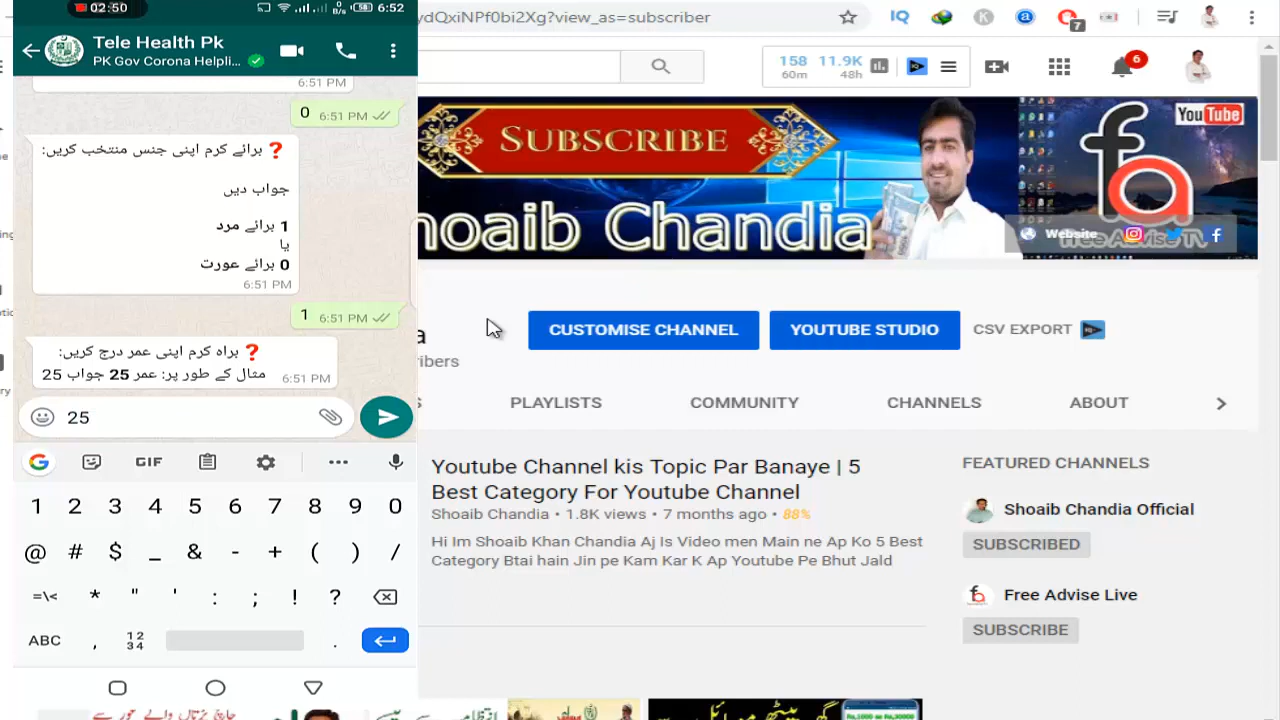 02:50
6:52
Tele Health Pk
PK Gov Corona Helpli...
6:51 PM
0 6:51 PM
❓ برائے کرم اپنی جنس منتخب کریں:
جواب دیں
1 برائے مرد
یا
0 برائے عورت
6:51 PM
1 6:51 PM
❓ براہ کرم اپنی عمر درج کریں:
مثال کے طور پر: عمر 25 جواب 25
6:51 PM
25
GIF
1 2 3 4 5 6 7 8 9 0
@ # $ _ & - + ( ) /
=\< * " ' : ; ! ?
ABC , 12 34 .
ydQxiNPf0bi2Xg?view_as=subscriber
IQ
7
158 11.9K
60m 48h
6
SUBSCRIBE
hoaib Chandia
YouTube
fa
Website
Free Advise TV
a
ibers
CUSTOMISE CHANNEL
YOUTUBE STUDIO
CSV EXPORT
S PLAYLISTS COMMUNITY CHANNELS ABOUT
Youtube Channel kis Topic Par Banaye | 5
Best Category For Youtube Channel
Shoaib Chandia • 1.8K views • 7 months ago • 88%
Hi Im Shoaib Khan Chandia Aj Is Video men Main ne Ap Ko 5 Best
Category Btai hain Jin pe Kam Kar K Ap Youtube Pe Bhut Jald
FEATURED CHANNELS
Shoaib Chandia Official
SUBSCRIBED
Free Advise Live
SUBSCRIBE